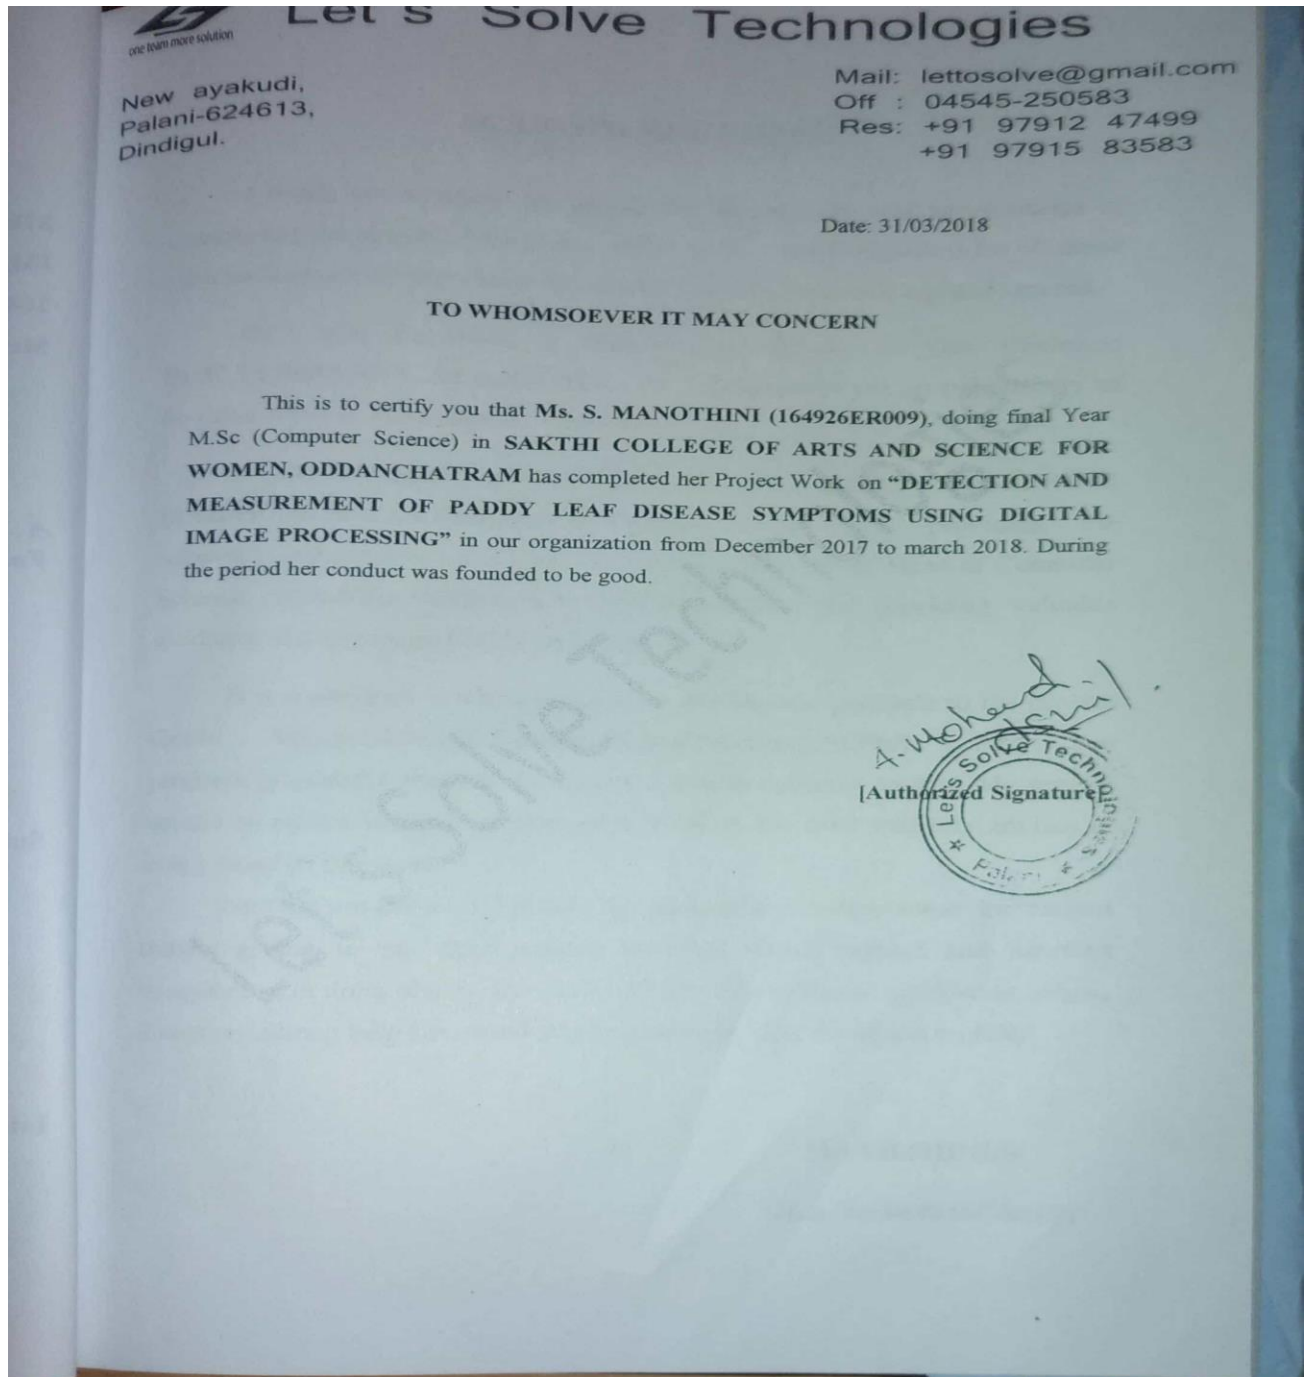 Let's Solve Technologies
one team more solution
New ayakudi,
Palani-624613,
Dindigul.
Mail: lettosolve@gmail.com
Off : 04545-250583
Res: +91 97912 47499
+91 97915 83583
Date: 31/03/2018
TO WHOMSOEVER IT MAY CONCERN
This is to certify you that Ms. S. MANOTHINI (164926ER009), doing final Year
M.Sc (Computer Science) in SAKTHI COLLEGE OF ARTS AND SCIENCE FOR
WOMEN, ODDANCHATRAM has completed her Project Work on “DETECTION AND
MEASUREMENT OF PADDY LEAF DISEASE SYMPTOMS USING DIGITAL
IMAGE PROCESSING” in our organization from December 2017 to march 2018. During
the period her conduct was founded to be good.
Let's Solve Technologies
A. Mohamd
[Authorized Signature]
Let's Solve Technologies
Palani